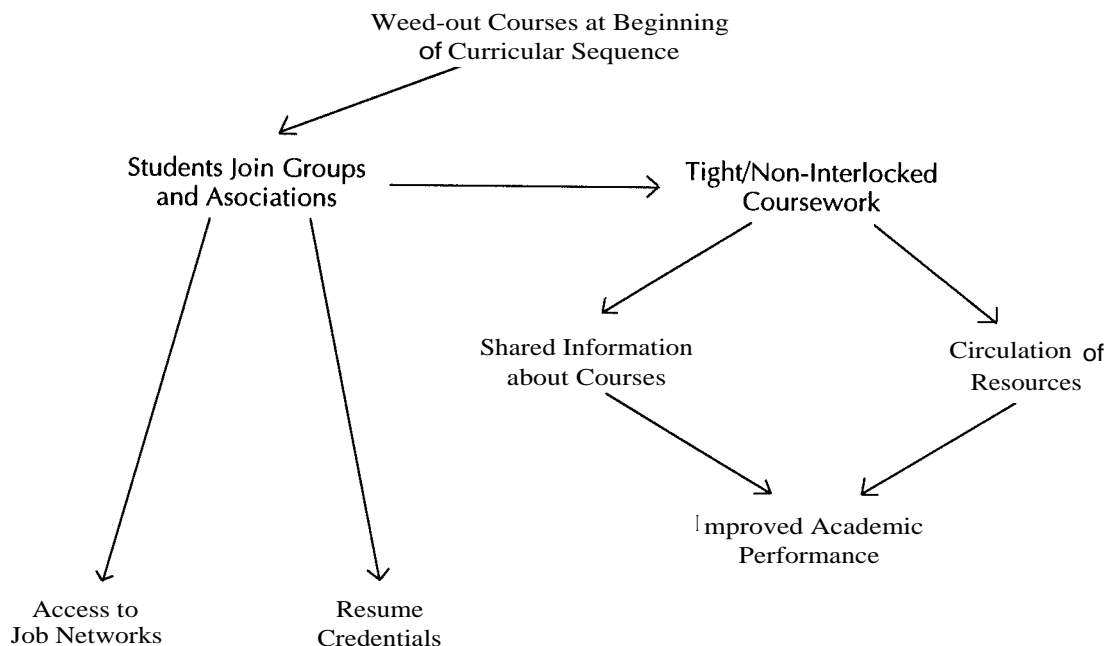 Weed-out Courses at Beginning
of Curricular Sequence
Students Join Groups
and Asociations
Tight/Non-Interlocked
Coursework
Shared Information
about Courses
Circulation of
Resources
Improved Academic
Performance
Access to
Job Networks
Resume
Credentials